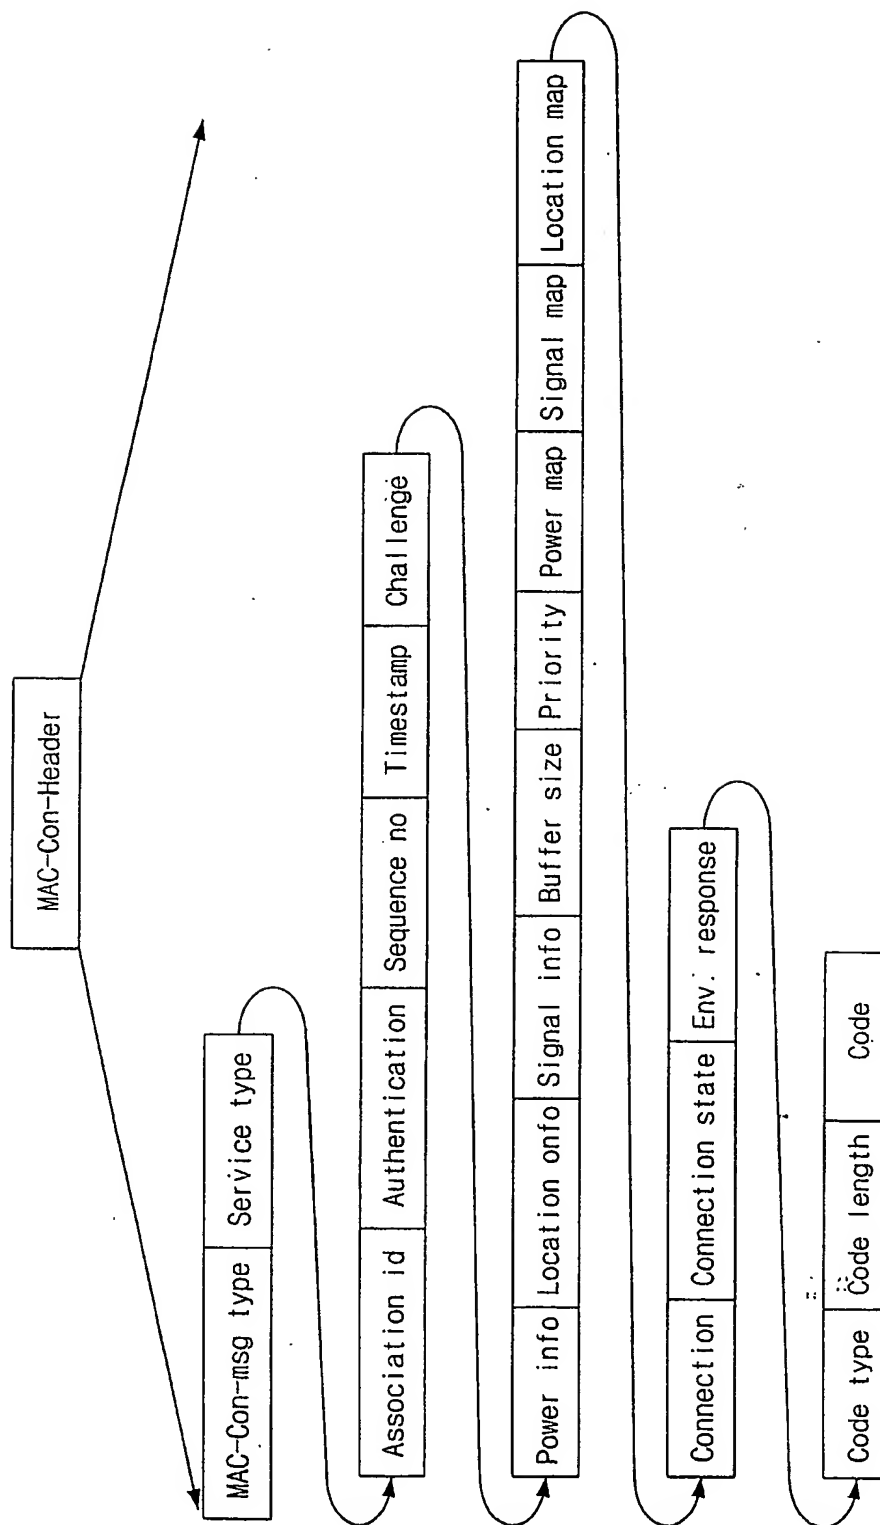 MAC-Con-Header
MAC-Con-msg type Service type
Association id Authentication Sequence no Timestamp Challenge
Power info Location onfo Signal info Buffer size Priority Power map Signal map Location map
Connection Connection state Env. response
Code type Code length Code